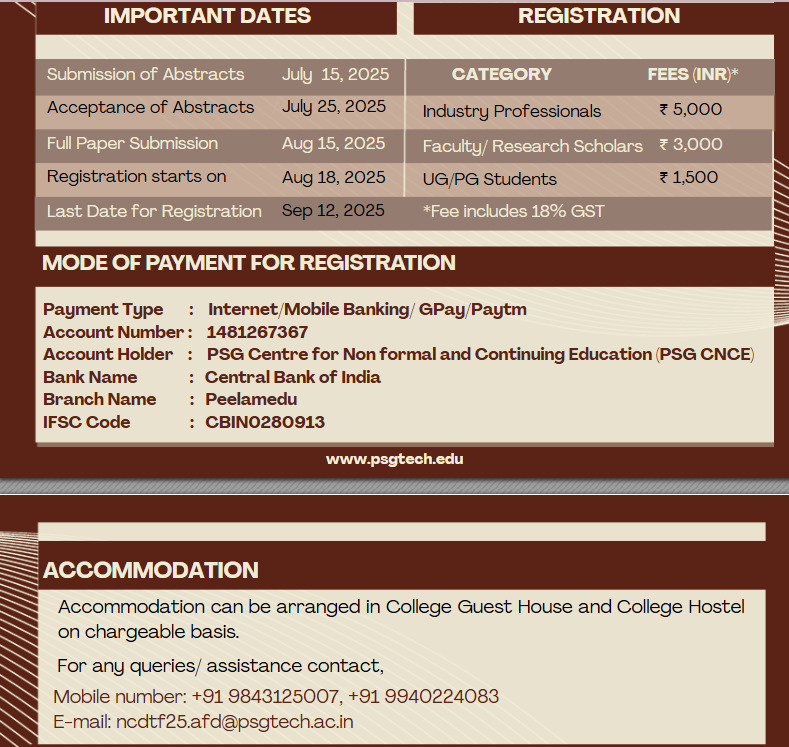 IMPORTANT DATES
Submission of Abstracts July 15, 2025
Acceptance of Abstracts July 25, 2025
Full Paper Submission Aug 15, 2025
Registration starts on Aug 18, 2025
Last Date for Registration Sep 12, 2025
REGISTRATION
CATEGORY FEES (INR)*
Industry Professionals ₹ 5,000
Faculty/ Research Scholars ₹ 3,000
UG/PG Students ₹ 1,500
*Fee includes 18% GST
MODE OF PAYMENT FOR REGISTRATION
Payment Type : Internet/Mobile Banking/ GPay/Paytm
Account Number : 1481267367
Account Holder : PSG Centre for Non formal and Continuing Education (PSG CNCE)
Bank Name : Central Bank of India
Branch Name : Peelamedu
IFSC Code : CBIN0280913
www.psgtech.edu
ACCOMMODATION
Accommodation can be arranged in College Guest House and College Hostel
on chargeable basis.
For any queries/ assistance contact,
Mobile number: +91 9843125007, +91 9940224083
E-mail: ncdtf25.afd@psgtech.ac.in